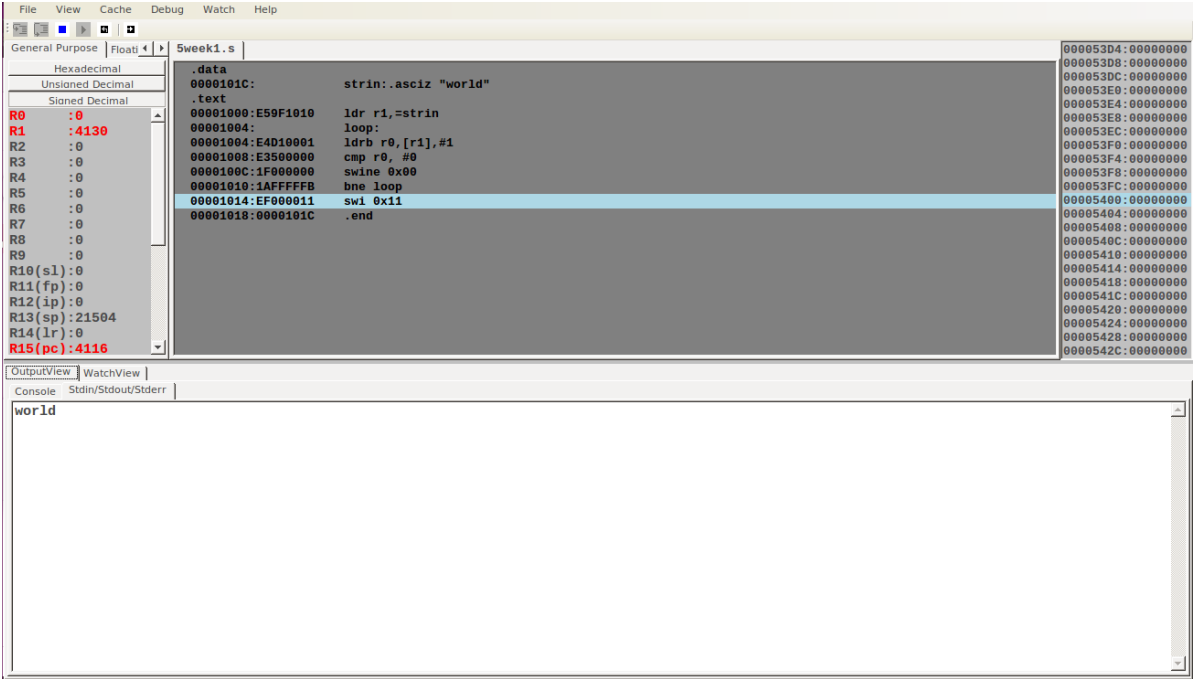 File View Cache Debug Watch Help
General Purpose Floati 5week1.s
Hexadecimal
Unsigned Decimal
Signed Decimal
R0 :0
R1 :4130
R2 :0
R3 :0
R4 :0
R5 :0
R6 :0
R7 :0
R8 :0
R9 :0
R10(sl):0
R11(fp):0
R12(ip):0
R13(sp):21504
R14(lr):0
R15(pc):4116
.data
0000101C: strin:.asciz "world"
.text
00001000:E59F1010 ldr r1,=strin
00001004: loop:
00001004:E4D10001 ldrb r0,[r1],#1
00001008:E3500000 cmp r0, #0
0000100C:1F000000 swine 0x00
00001010:1AFFFFFB bne loop
00001014:EF000011 swi 0x11
00001018:0000101C .end
000053D4:00000000
000053D8:00000000
000053DC:00000000
000053E0:00000000
000053E4:00000000
000053E8:00000000
000053EC:00000000
000053F0:00000000
000053F4:00000000
000053F8:00000000
000053FC:00000000
00005400:00000000
00005404:00000000
00005408:00000000
0000540C:00000000
00005410:00000000
00005414:00000000
00005418:00000000
0000541C:00000000
00005420:00000000
00005424:00000000
00005428:00000000
0000542C:00000000
OutputView WatchView
Console Stdin/Stdout/Stderr
world